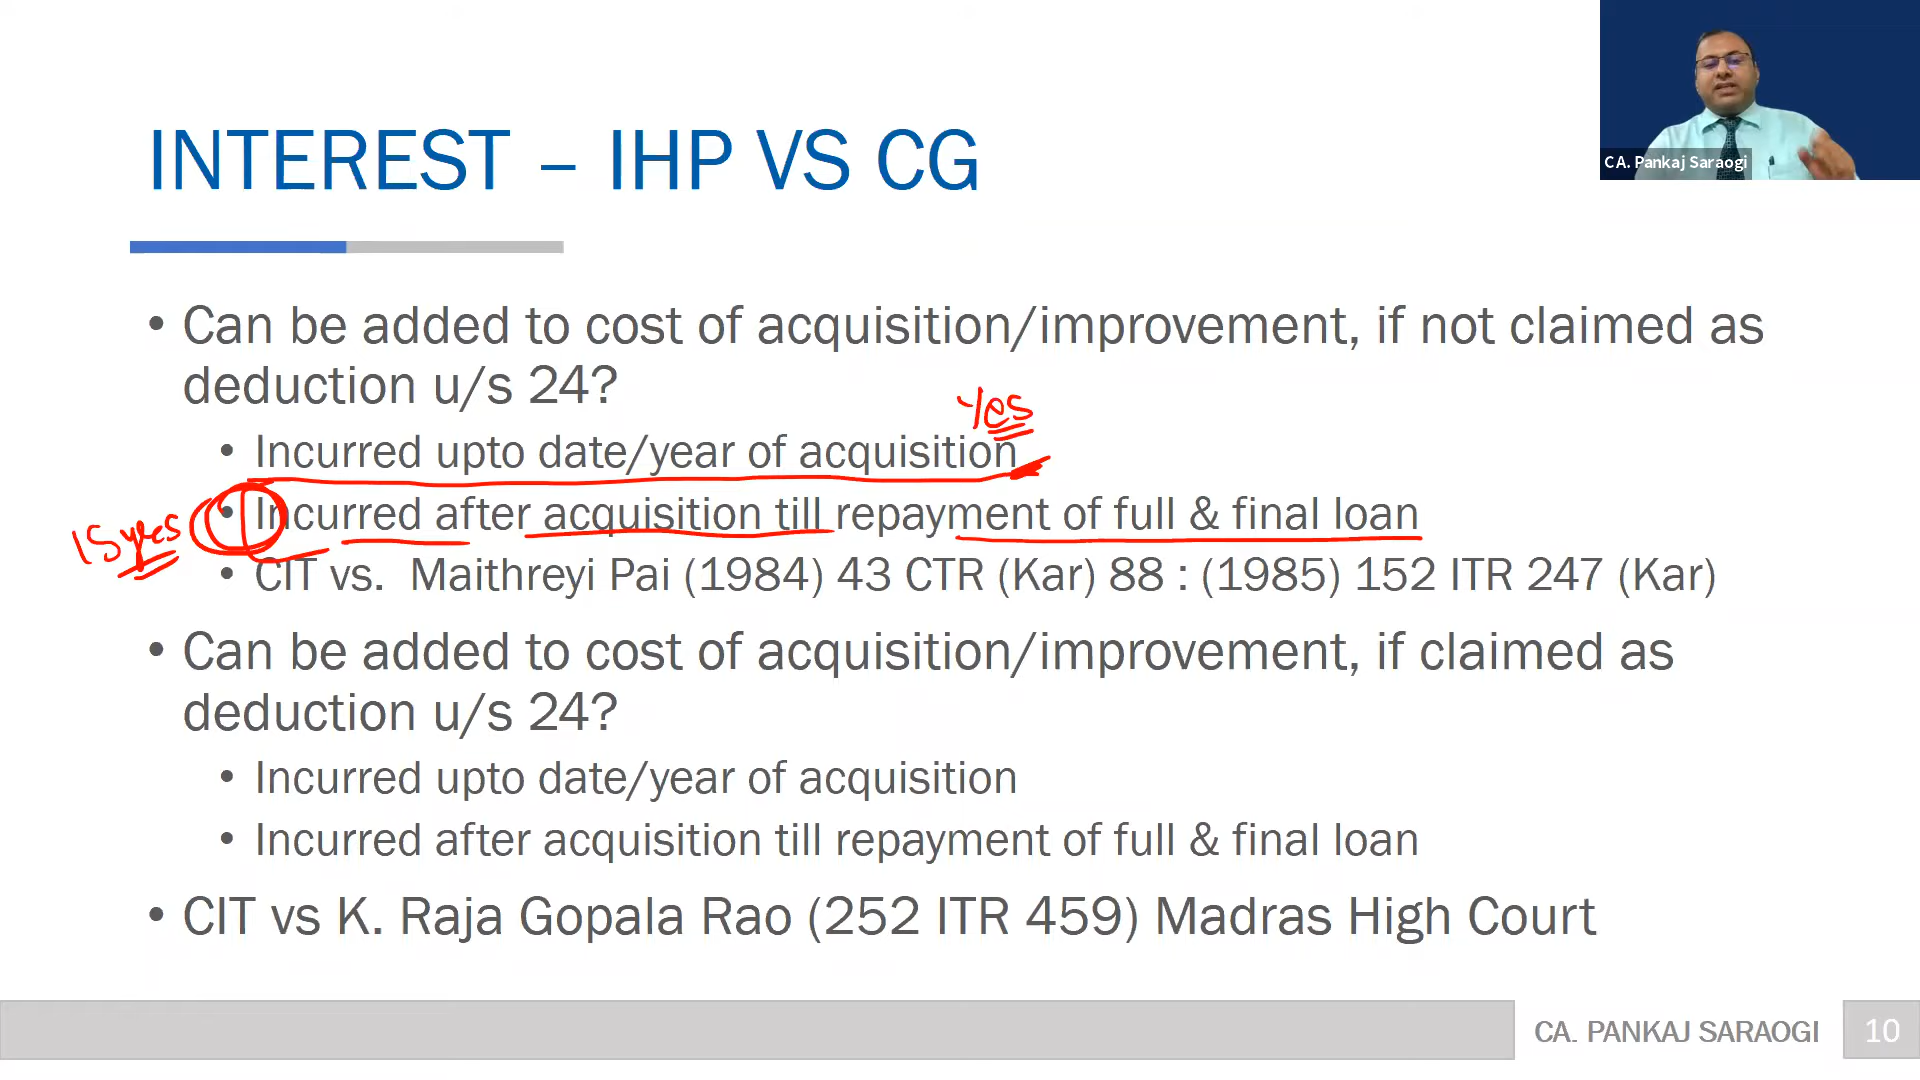 CA. Pankaj Saraogi
INTEREST – IHP VS CG
• Can be added to cost of acquisition/improvement, if not claimed as
deduction u/s 24?
Yes
• Incurred upto date/year of acquisition
• Incurred after acquisition till repayment of full & final loan
15 yrs
• CIT vs. Maithreyi Pai (1984) 43 CTR (Kar) 88 : (1985) 152 ITR 247 (Kar)
• Can be added to cost of acquisition/improvement, if claimed as
deduction u/s 24?
• Incurred upto date/year of acquisition
• Incurred after acquisition till repayment of full & final loan
• CIT vs K. Raja Gopala Rao (252 ITR 459) Madras High Court
CA. PANKAJ SARAOGI
10